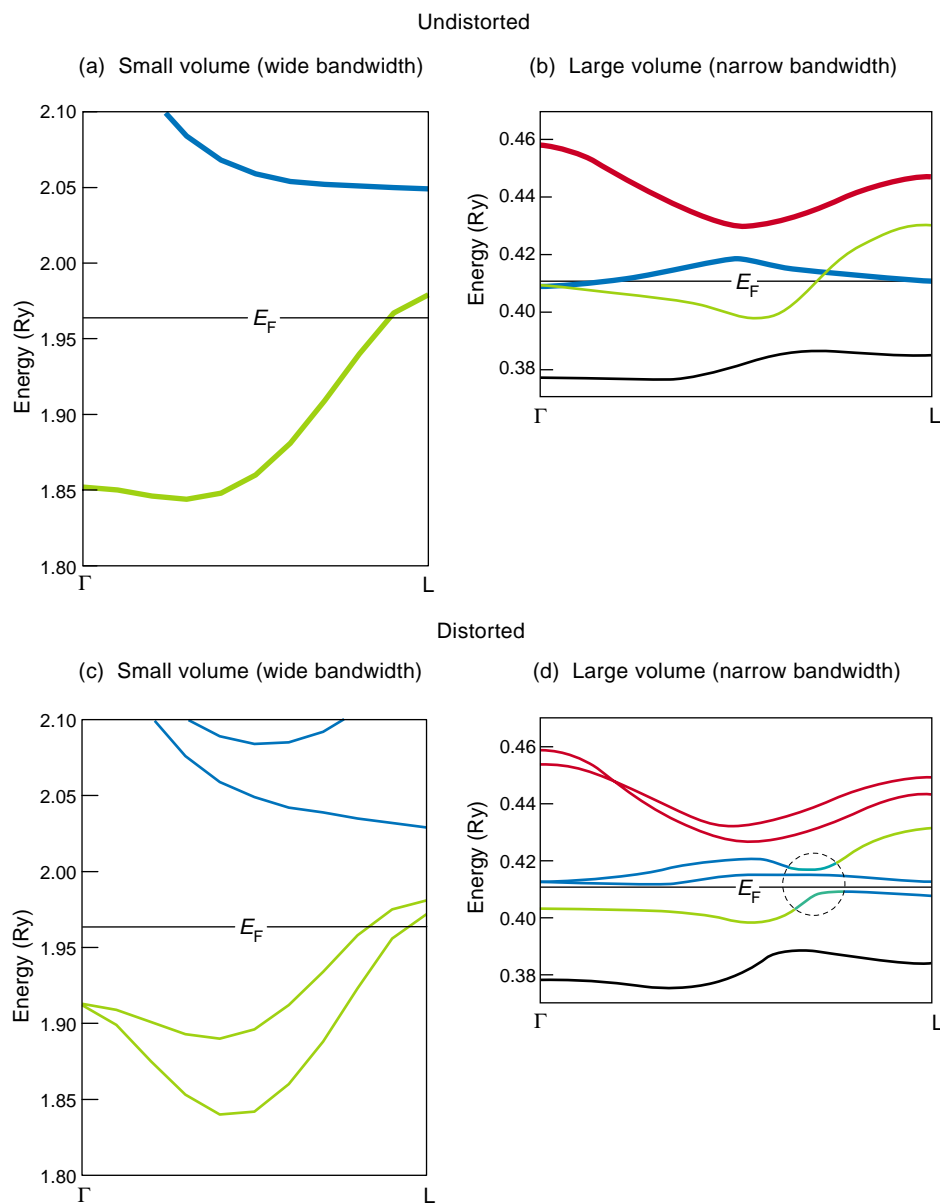 Undistorted
(a) Small volume (wide bandwidth)
2.10
2.05
2.00
1.95
1.90
1.85
1.80
Energy (Ry)
E_F
Γ
L
(b) Large volume (narrow bandwidth)
0.46
0.44
0.42
0.40
0.38
Energy (Ry)
E_F
Γ
L
Distorted
(c) Small volume (wide bandwidth)
2.10
2.05
2.00
1.95
1.90
1.85
1.80
Energy (Ry)
E_F
Γ
L
(d) Large volume (narrow bandwidth)
0.46
0.44
0.42
0.40
0.38
Energy (Ry)
E_F
Γ
L